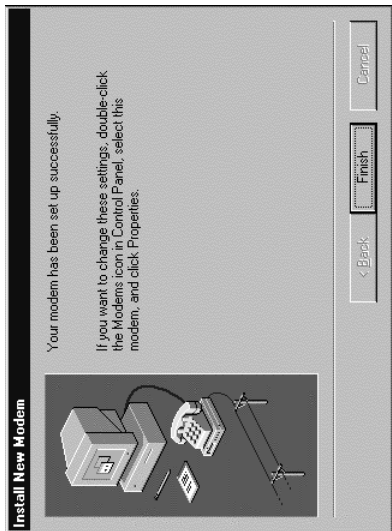 Install New Modem
Your modem has been set up successfully.
If you want to change these settings, double-click
the Modems icon in Control Panel, select this
modem, and click Properties.
< Back
Finish
Cancel